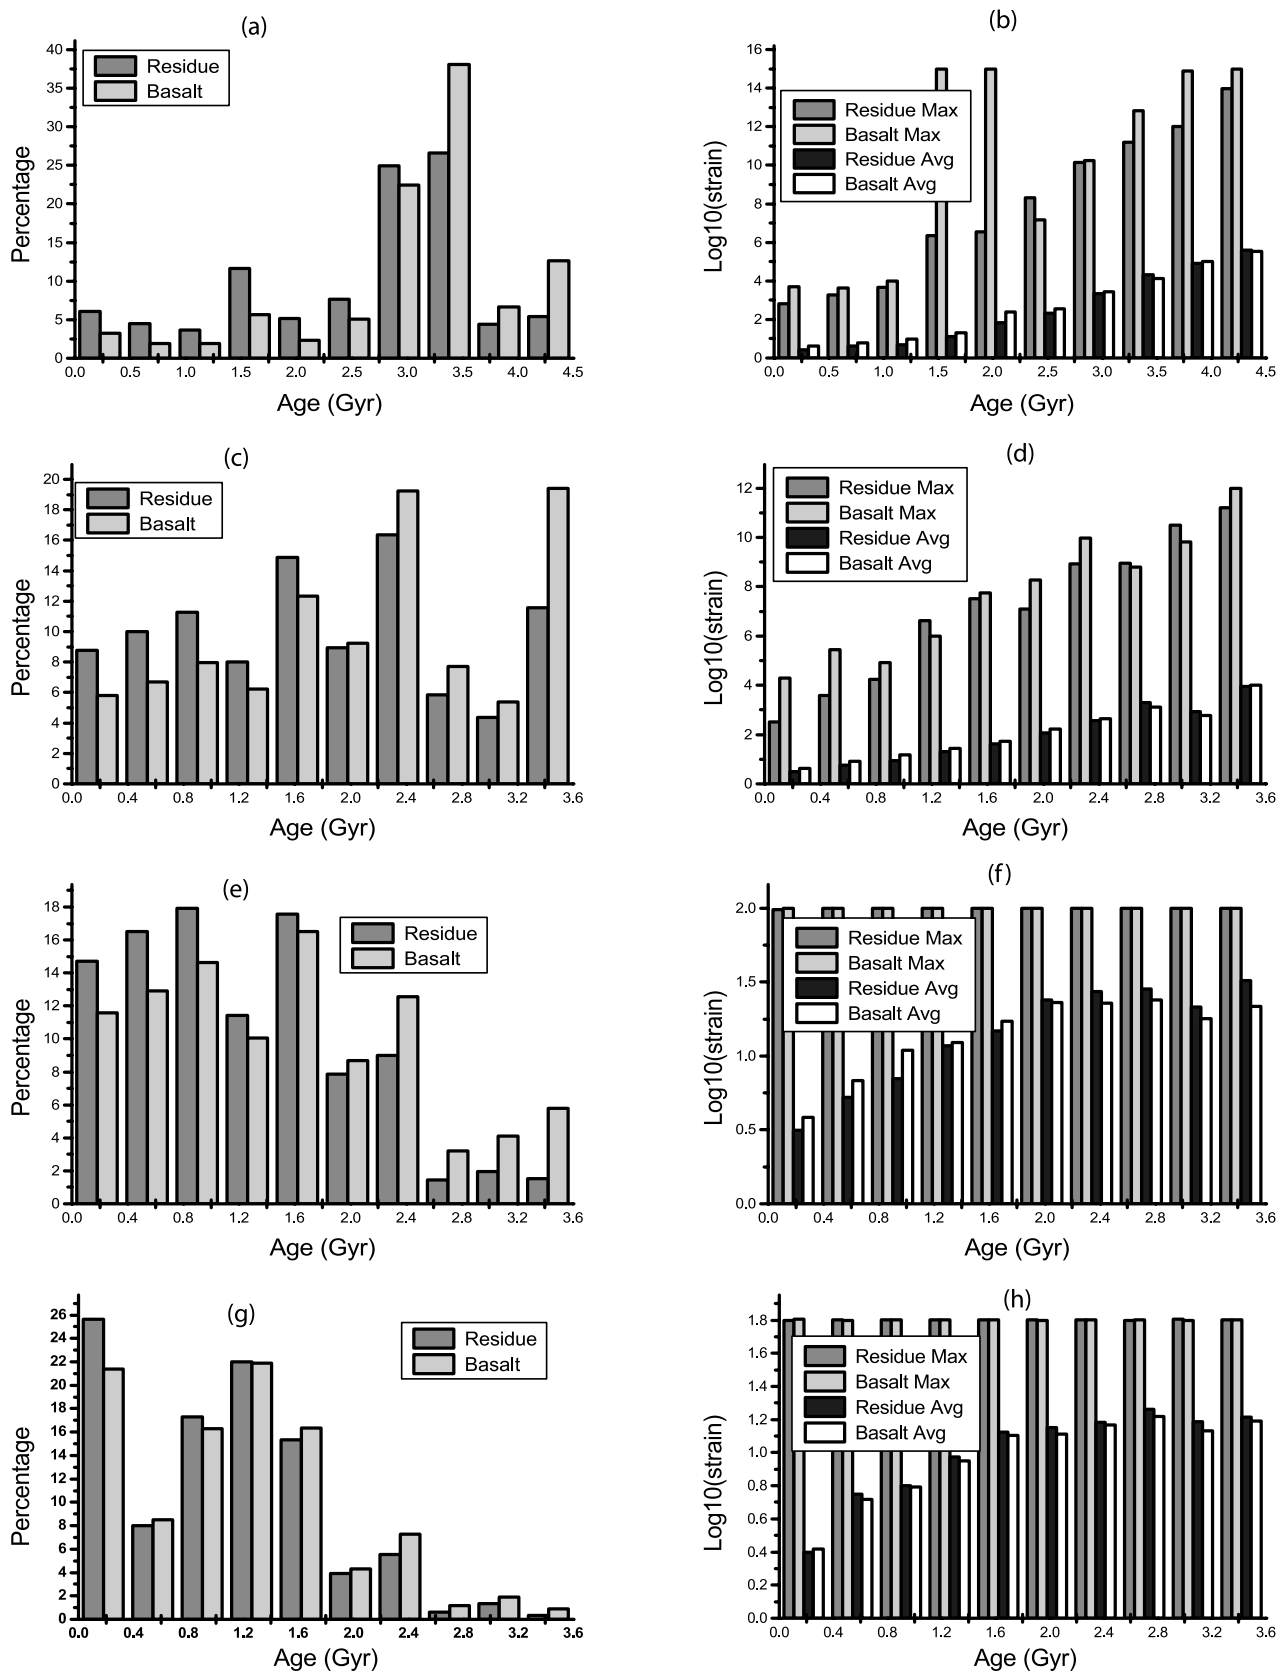 (a)
Residue
Basalt
Percentage
40
35
30
25
20
15
10
5
0
0.0 0.5 1.0 1.5 2.0 2.5 3.0 3.5 4.0 4.5
Age (Gyr)
(b)
Residue Max
Basalt Max
Residue Avg
Basalt Avg
Log10(strain)
16
14
12
10
8
6
4
2
0
0.0 0.5 1.0 1.5 2.0 2.5 3.0 3.5 4.0 4.5
Age (Gyr)
(c)
Residue
Basalt
Percentage
20
18
16
14
12
10
8
6
4
2
0
0.0 0.4 0.8 1.2 1.6 2.0 2.4 2.8 3.2 3.6
Age (Gyr)
(d)
Residue Max
Basalt Max
Residue Avg
Basalt Avg
Log10(strain)
12
10
8
6
4
2
0
0.0 0.4 0.8 1.2 1.6 2.0 2.4 2.8 3.2 3.6
Age (Gyr)
(e)
Residue
Basalt
Percentage
18
16
14
12
10
8
6
4
2
0
0.0 0.4 0.8 1.2 1.6 2.0 2.4 2.8 3.2 3.6
Age (Gyr)
(f)
Residue Max
Basalt Max
Residue Avg
Basalt Avg
Log10(strain)
2.0
1.5
1.0
0.5
0.0
0.0 0.4 0.8 1.2 1.6 2.0 2.4 2.8 3.2 3.6
Age (Gyr)
(g)
Residue
Basalt
Percentage
26
24
22
20
18
16
14
12
10
8
6
4
2
0
0.0 0.4 0.8 1.2 1.6 2.0 2.4 2.8 3.2 3.6
Age (Gyr)
(h)
Residue Max
Basalt Max
Residue Avg
Basalt Avg
Log10(strain)
1.8
1.6
1.4
1.2
1.0
0.8
0.6
0.4
0.2
0.0
0.0 0.4 0.8 1.2 1.6 2.0 2.4 2.8 3.2 3.6
Age (Gyr)